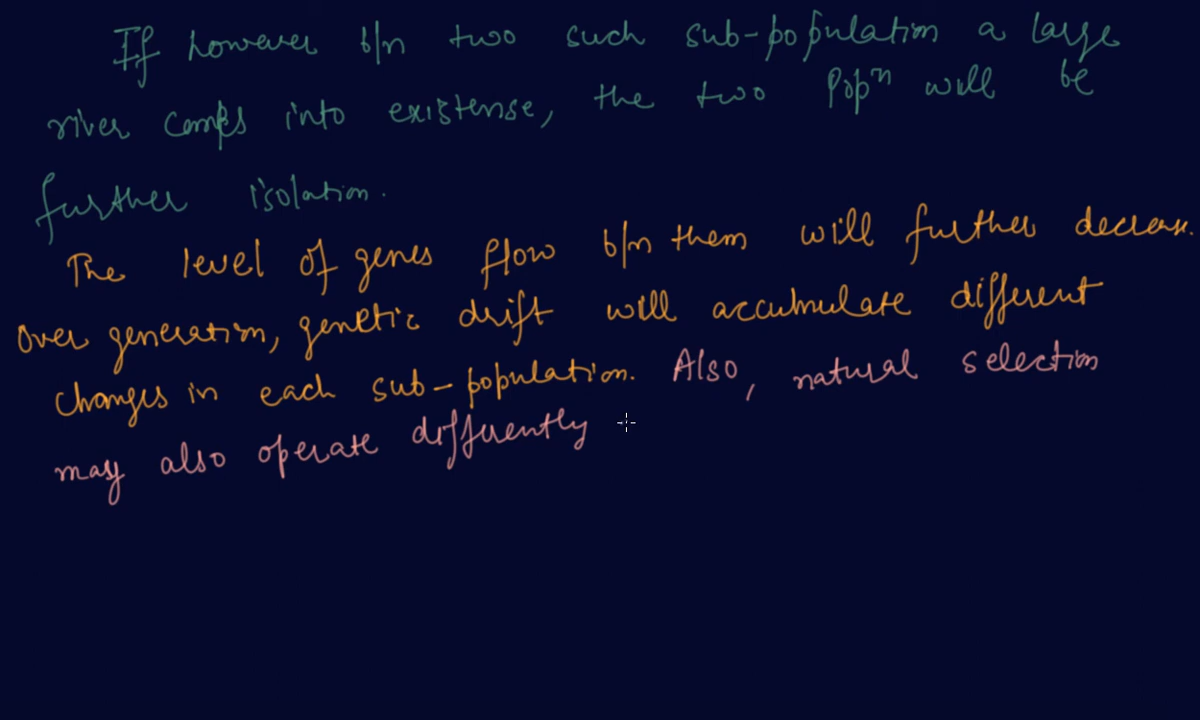 If however b/n two such sub-population a large
river comes into existense, the two Popⁿ will be
further isolation.
The level of genes flow b/n them will further decrease.
Over generation, genetic drift will accumulate different
changes in each sub-population. Also, natural selection
may also operate differently